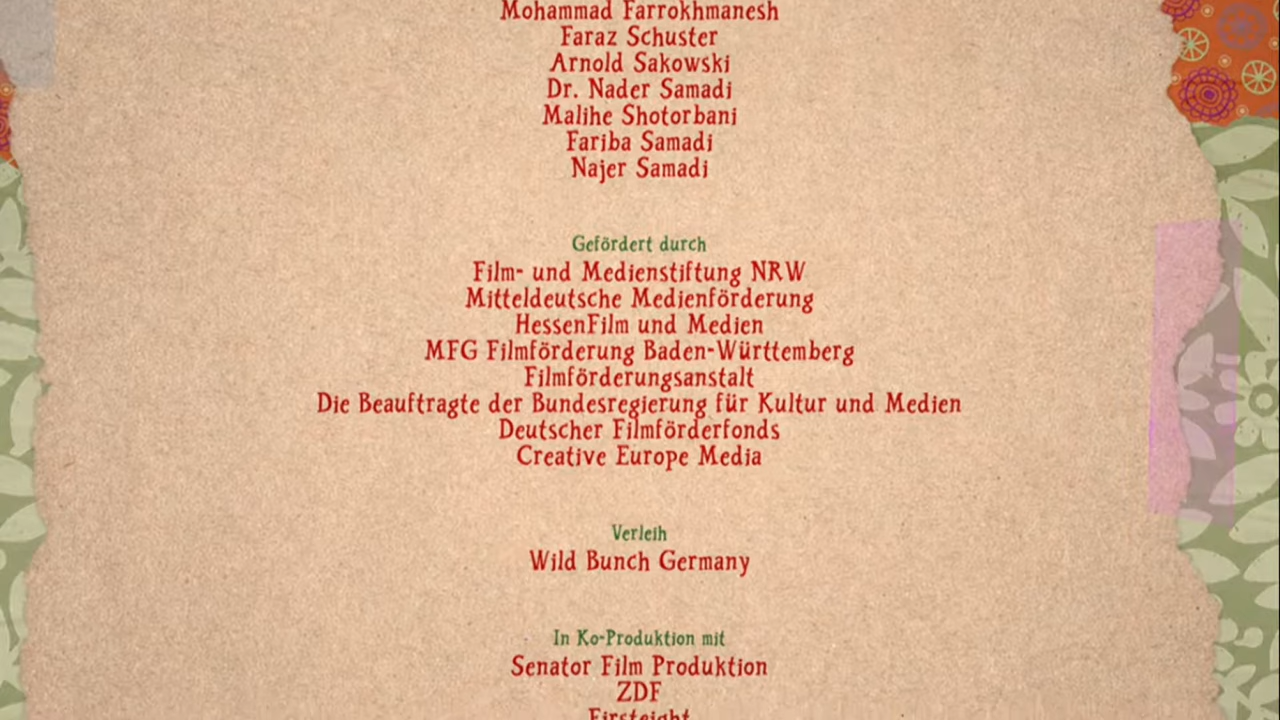 Mohammad Farrokhmanesh
Faraz Schuster
Arnold Sakowski
Dr. Nader Samadi
Malihe Shotorbani
Fariba Samadi
Najer Samadi
Gefördert durch
Film- und Medienstiftung NRW
Mitteldeutsche Medienförderung
HessenFilm und Medien
MFG Filmförderung Baden-Württemberg
Filmförderungsanstalt
Die Beauftragte der Bundesregierung für Kultur und Medien
Deutscher Filmförderfonds
Creative Europe Media
Verleih
Wild Bunch Germany
In Ko-Produktion mit
Senator Film Produktion
ZDF